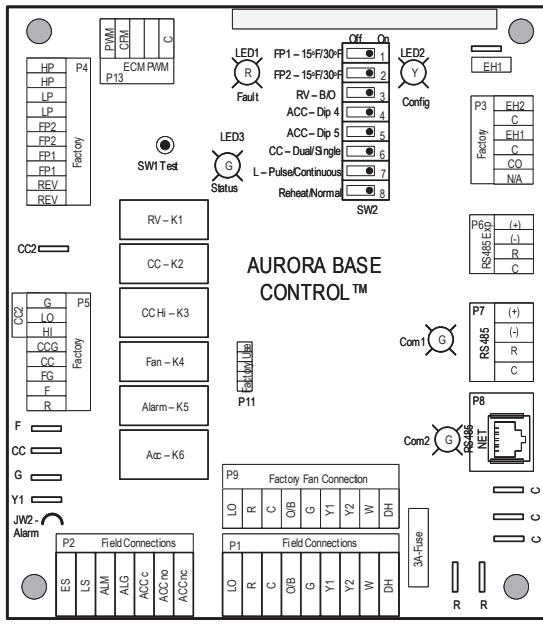 PWM
CFM
C
ECM PWM
P13
LED1
R
Fault
Off On
FP1 – 15ºF/30ºF 1
FP2 – 15ºF/30ºF 2
RV – B/O 3
ACC – Dip 4 4
ACC – Dip 5 5
CC – Dual/Single 6
L – Pulse/Continuous 7
Reheat/Normal 8
SW2
LED2
Y
Config
EH1
P4
HP
HP
LP
LP
FP2
FP2
FP1
FP1
REV
REV
Factory
SW1 Test
LED3
G
Status
P3
EH2
C
EH1
C
CO
N/A
Factory
CC2
RV – K1
CC – K2
CC Hi – K3
Fan – K4
Alarm – K5
Acc – K6
AURORA BASE
CONTROL™
P6
RS485 Exp
(+)
(-)
R
C
CC2
P5
G
LO
HI
CCG
CC
FG
F
R
Factory
Factory Use
P11
Com1
G
P7
RS485
(+)
(-)
R
C
Com2
G
P8
RS485
NET
F
CC
G
Y1
JW2 -
Alarm
P9 Factory Fan Connection
LO R C O/B G Y1 Y2 W DH
P2 Field Connections
ES LS ALM ALG ACC c ACC no ACC nc
P1 Field Connections
LO R C O/B G Y1 Y2 W DH
3A-Fuse
C
C
C
R R